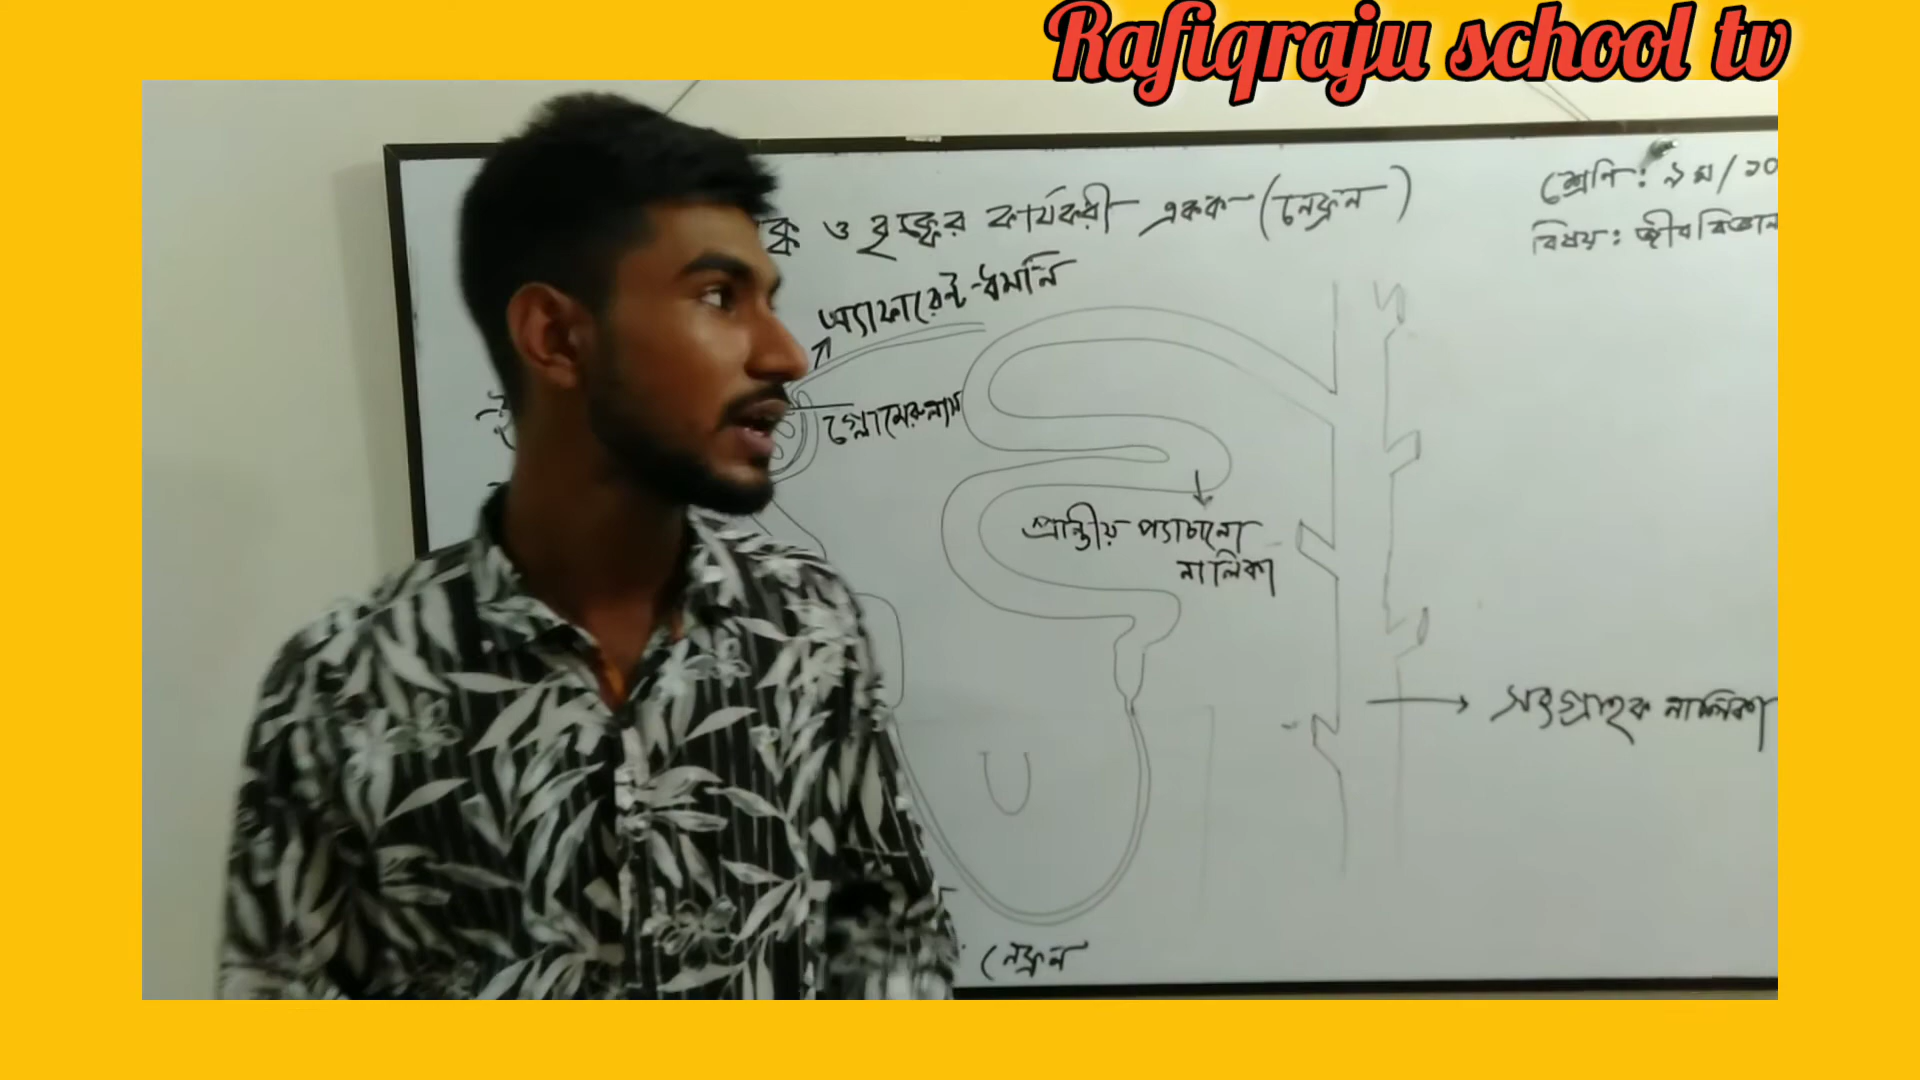 Rafiqraju school tv
শ্রেণি: ৯ম/১০
বিষয়: জীববিজ্ঞান
ও বৃক্কের কার্যকরী একক (নেফ্রন)
অ্যাফারেন্ট ধমনি
গ্লোমেরুলাস
প্রান্তীয় প্যাচানো
নালিকা
সংগ্রাহক নালিকা
U
নেফ্রন